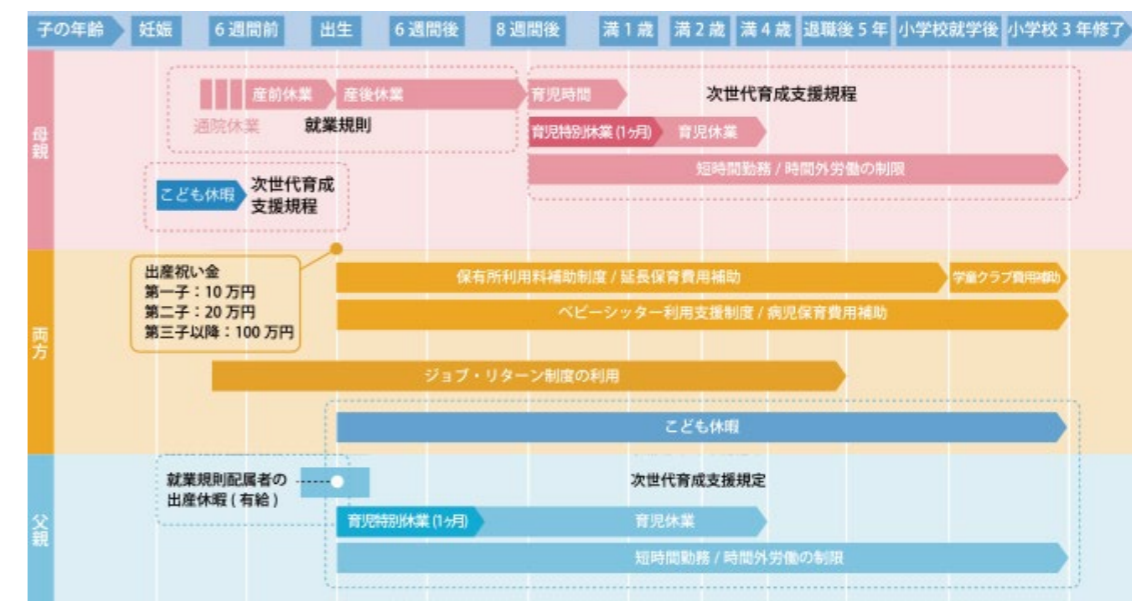 子の年齢
妊娠
6週間前
出生
6週間後
8週間後
満1歳
満2歳
満4歳
退職後5年
小学校就学後
小学校3年修了
母親
産前休業
産後休業
育児時間
次世代育成支援規程
通院休業
就業規則
育児特別休業(1ヶ月)
育児休業
短時間勤務 / 時間外労働の制限
こども休暇
次世代育成
支援規程
両方
出産祝い金
第一子：10万円
第二子：20万円
第三子以降：100万円
保有所利用料補助制度 / 延長保育費用補助
学童クラブ費用補助
ベビーシッター利用支援制度 / 病児保育費用補助
ジョブ・リターン制度の利用
こども休暇
父親
就業規則配属者の
出産休暇(有給)
次世代育成支援規定
育児特別休業(1ヶ月)
育児休業
短時間勤務 / 時間外労働の制限